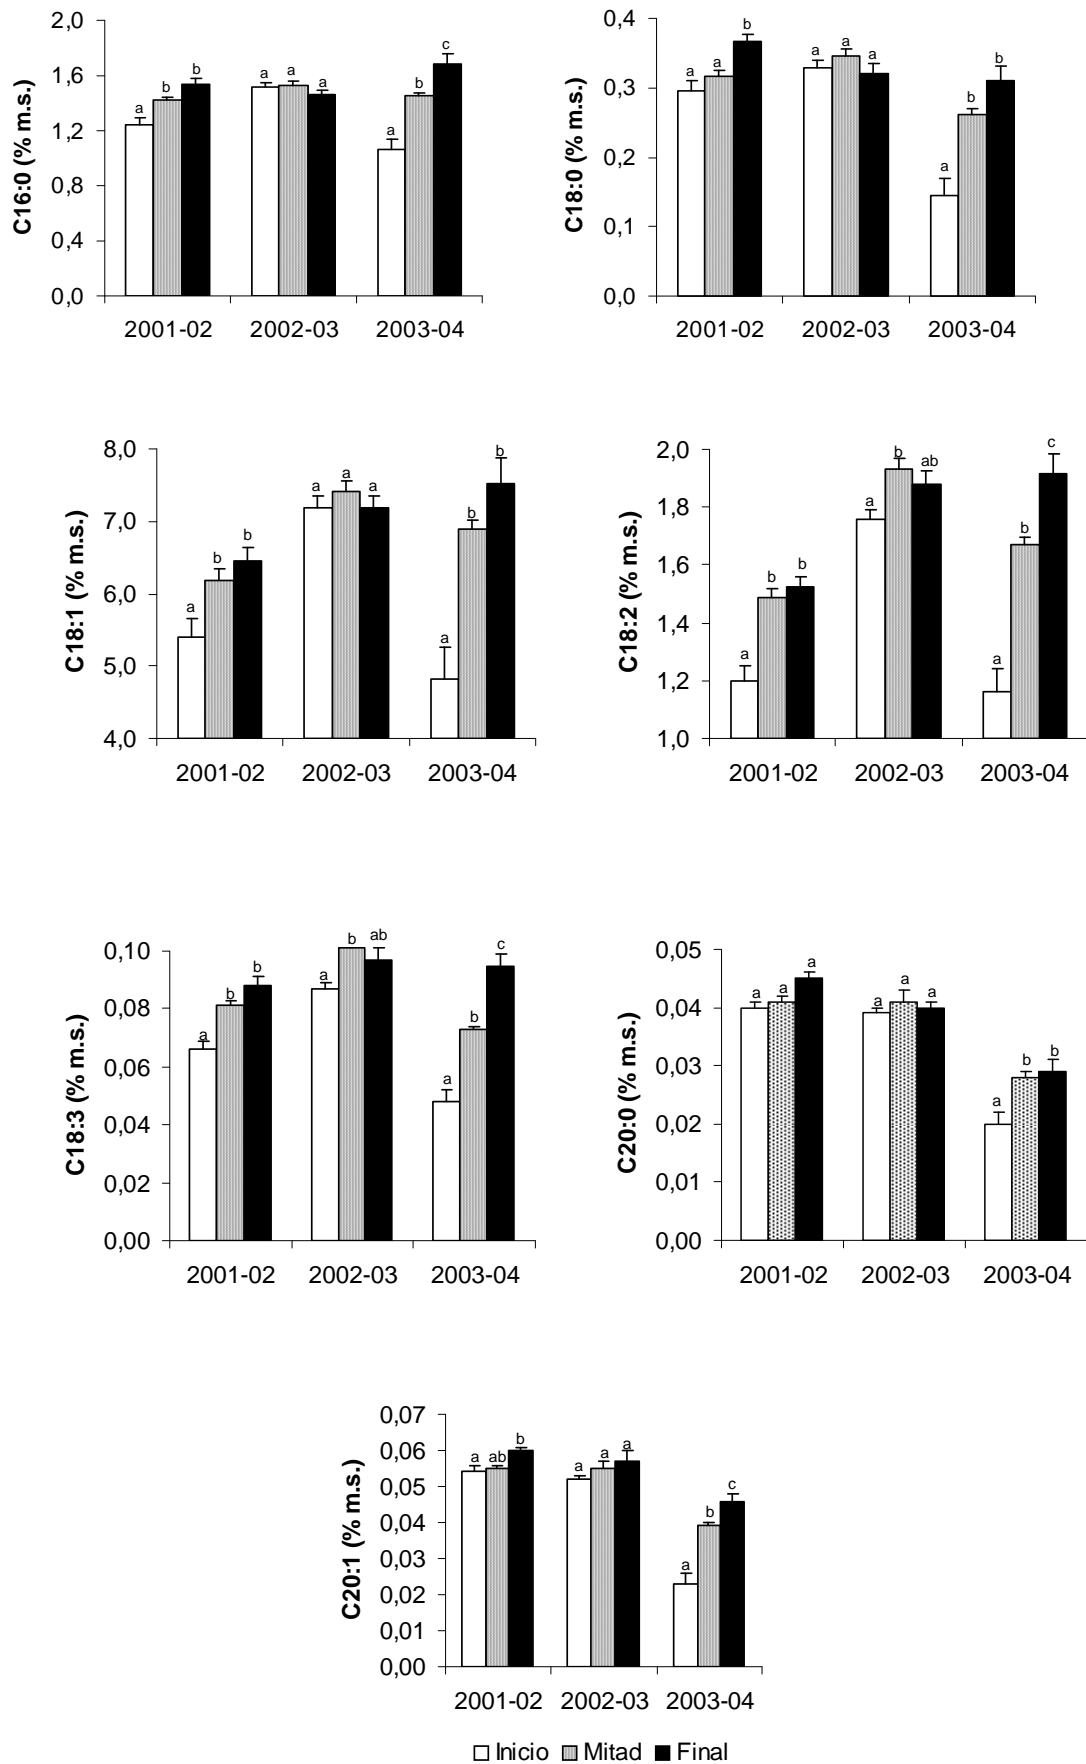 C16:0 (% m.s.)
2,0
1,6
1,2
0,8
0,4
0,0
a b b a a a a b c
2001-02 2002-03 2003-04
C18:0 (% m.s.)
0,4
0,3
0,2
0,1
0,0
a a b a a a a b b
2001-02 2002-03 2003-04
C18:1 (% m.s.)
8,0
7,0
6,0
5,0
4,0
a b b a a a a b b
2001-02 2002-03 2003-04
C18:2 (% m.s.)
2,0
1,8
1,6
1,4
1,2
1,0
a b b a b ab a b c
2001-02 2002-03 2003-04
C18:3 (% m.s.)
0,10
0,08
0,06
0,04
0,02
0,00
a b b a b ab a b c
2001-02 2002-03 2003-04
C20:0 (% m.s.)
0,05
0,04
0,03
0,02
0,01
0,00
a a a a a a a b b
2001-02 2002-03 2003-04
C20:1 (% m.s.)
0,07
0,06
0,05
0,04
0,03
0,02
0,01
0,00
a ab b a a a a b c
2001-02 2002-03 2003-04
Inicio Mitad Final